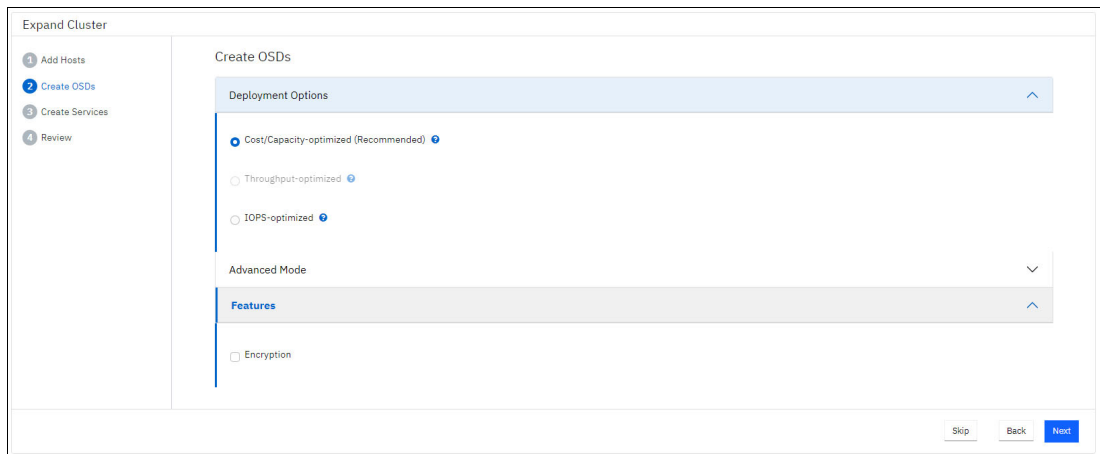 Expand Cluster
1 Add Hosts
2 Create OSDs
3 Create Services
4 Review
Create OSDs
Deployment Options
Cost/Capacity-optimized (Recommended) ?
Throughput-optimized ?
IOPS-optimized ?
Advanced Mode
Features
Encryption
Skip Back Next